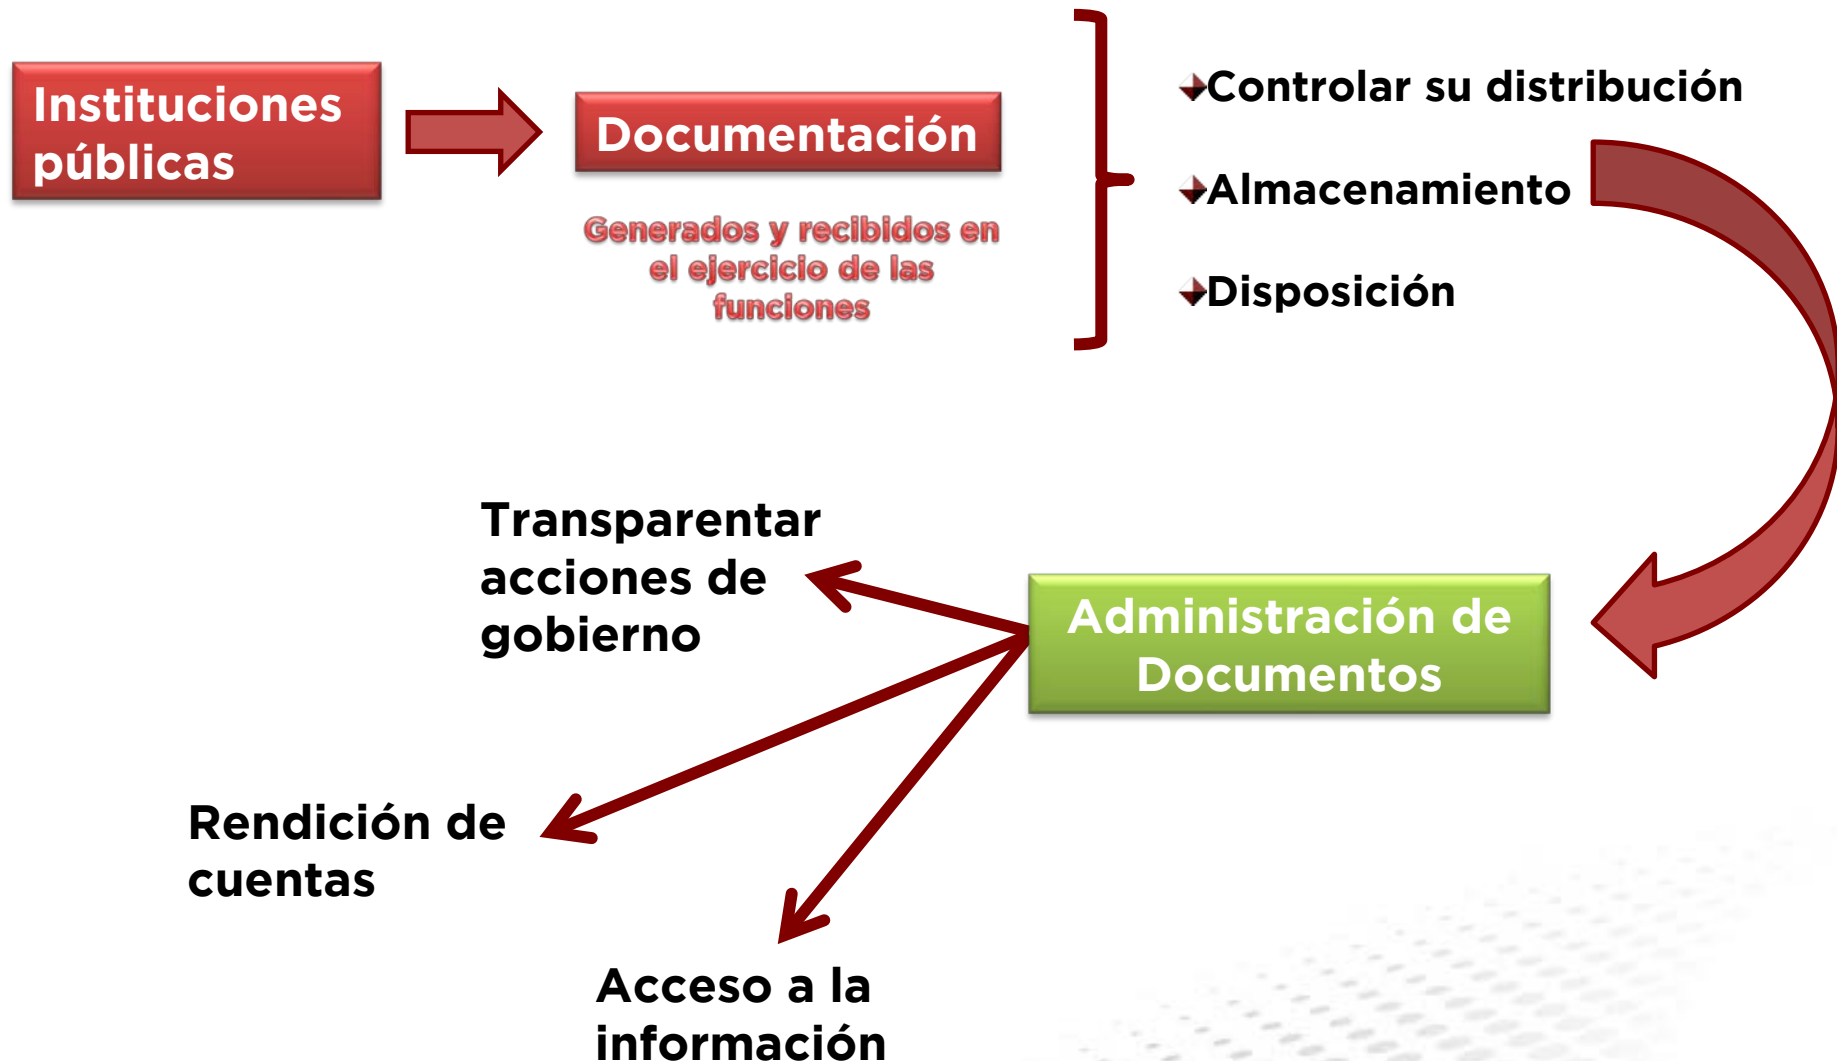 Instituciones
públicas
Documentación
Generados y recibidos en
el ejercicio de las
funciones
Controlar su distribución
Almacenamiento
Disposición
Transparentar
acciones de
gobierno
Administración de
Documentos
Rendición de
cuentas
Acceso a la
información